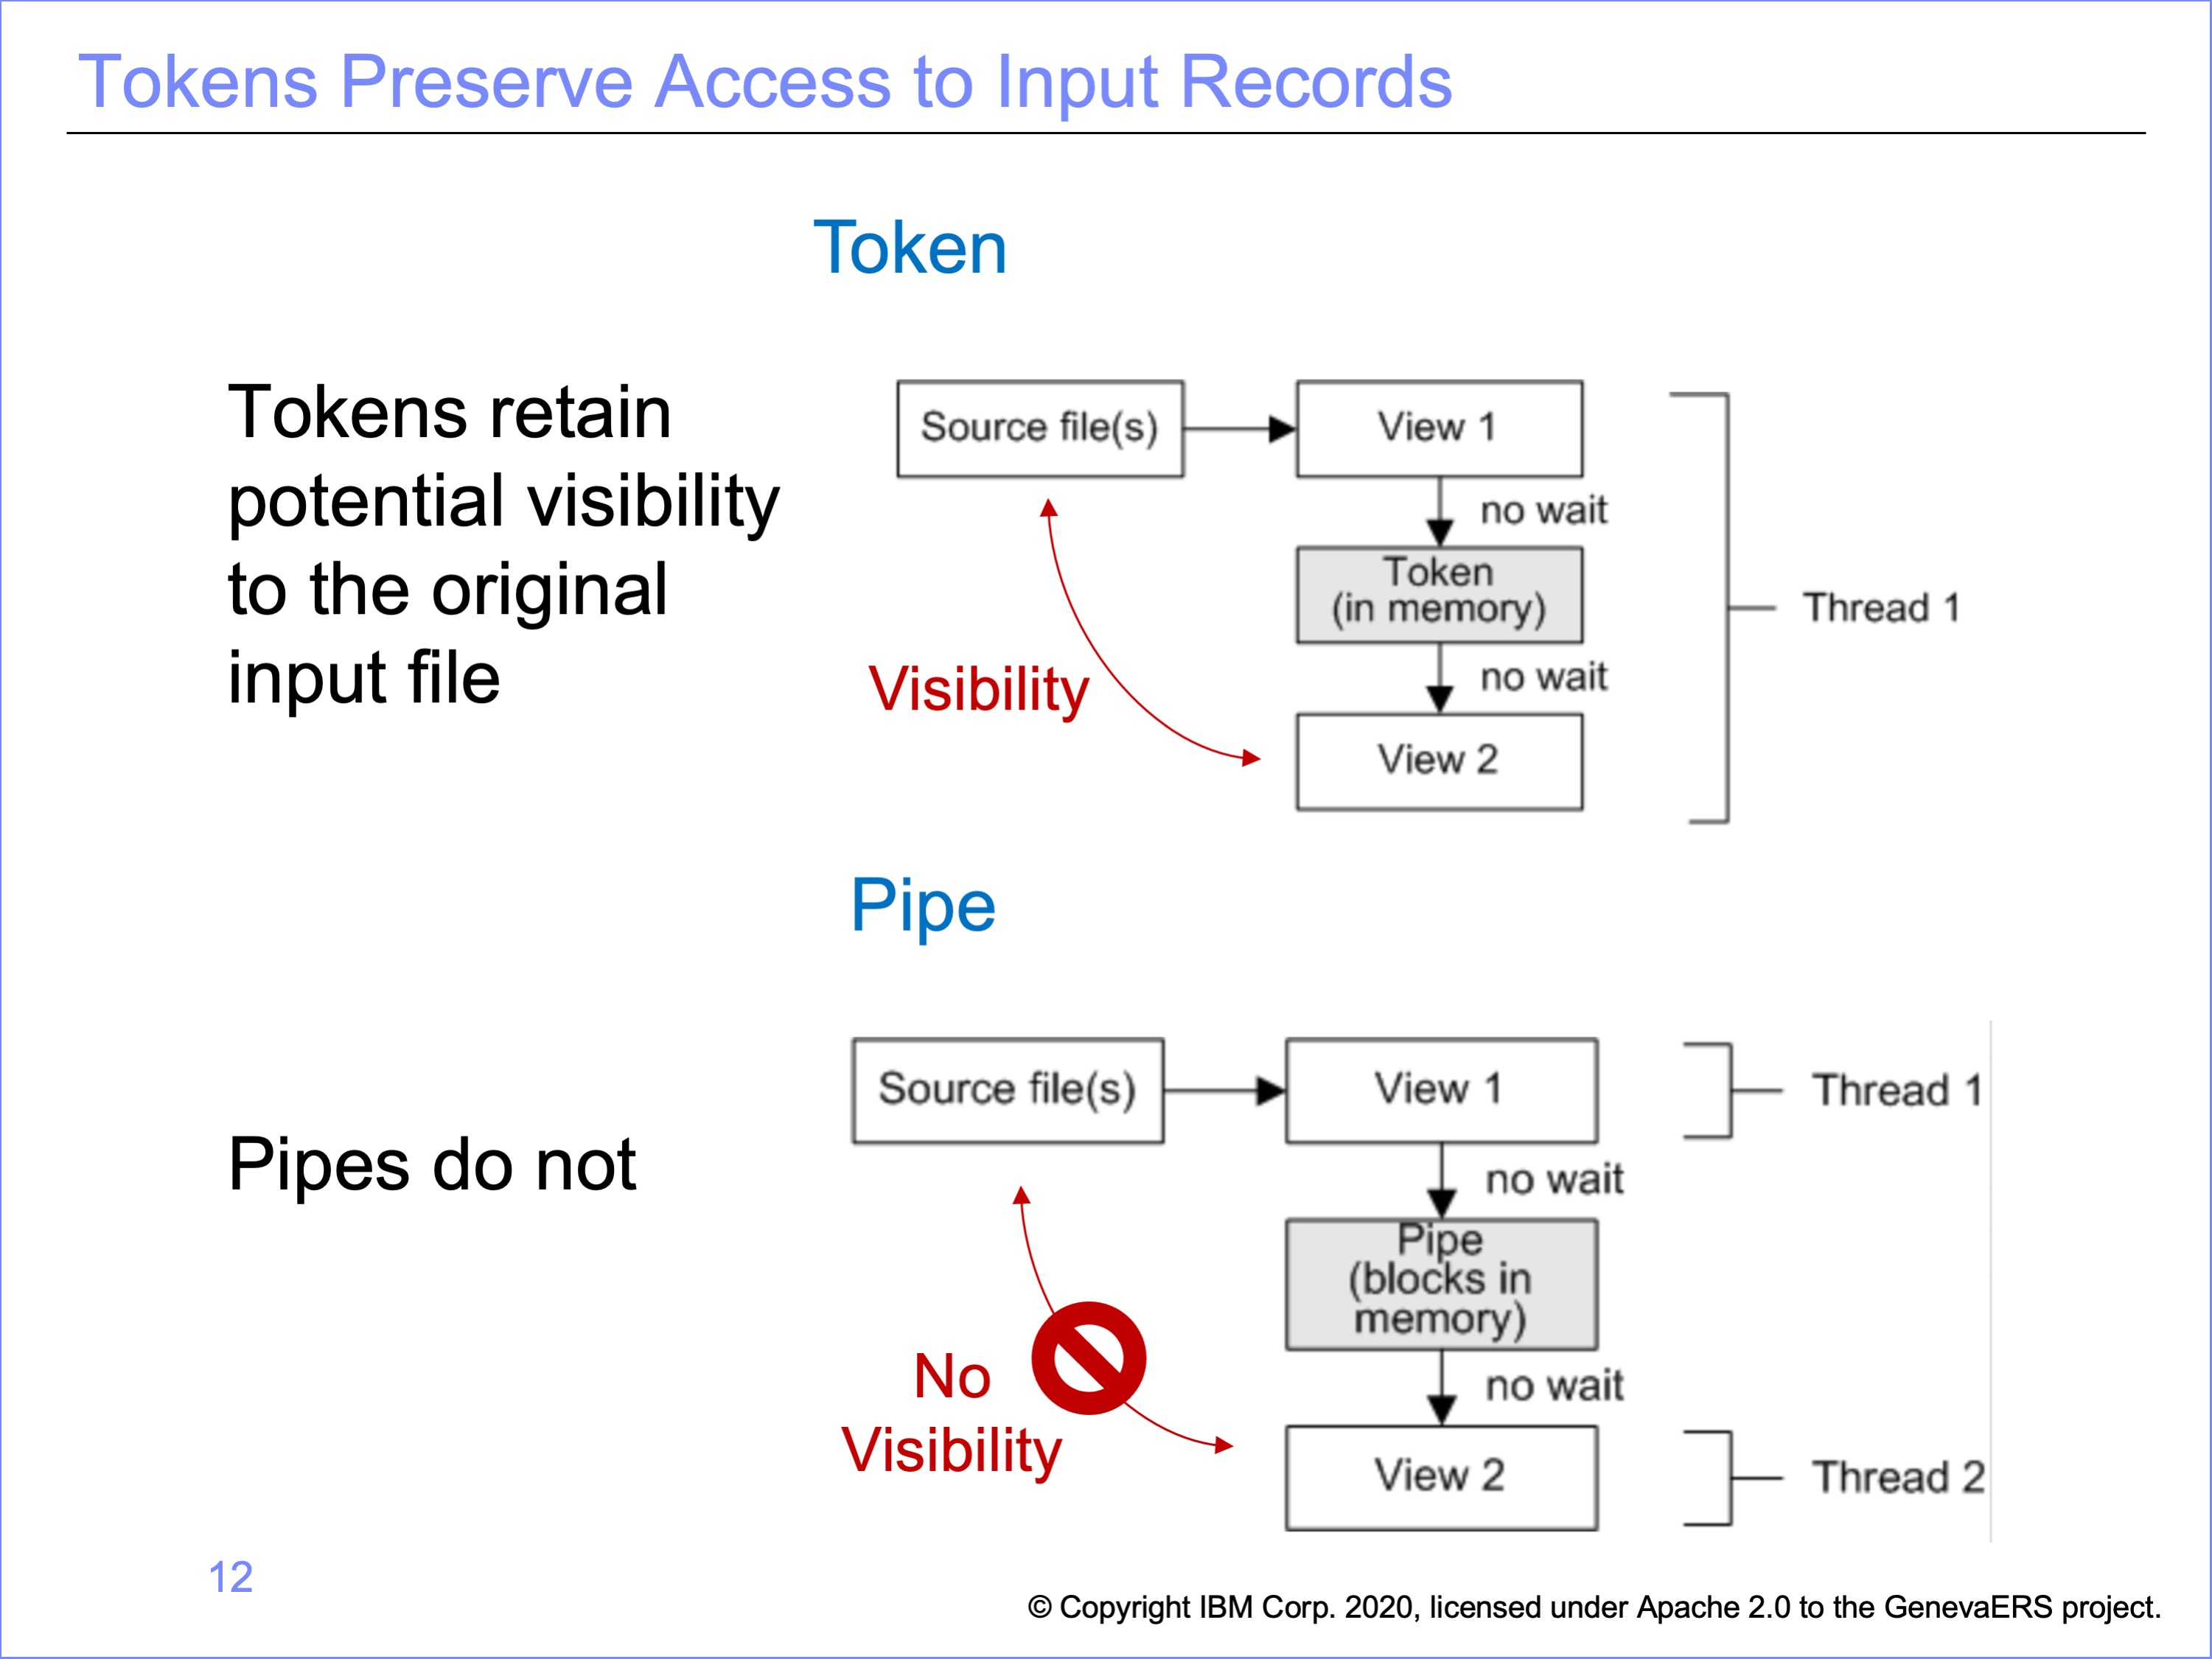 Tokens Preserve Access to Input Records
Token
Tokens retain
potential visibility
to the original
input file
Source file(s)
View 1
no wait
Token
(in memory)
no wait
View 2
Thread 1
Visibility
Pipe
Pipes do not
Source file(s)
View 1
Thread 1
no wait
Pipe
(blocks in
memory)
no wait
View 2
Thread 2
No
Visibility
12
© Copyright IBM Corp. 2020, licensed under Apache 2.0 to the GenevaERS project.